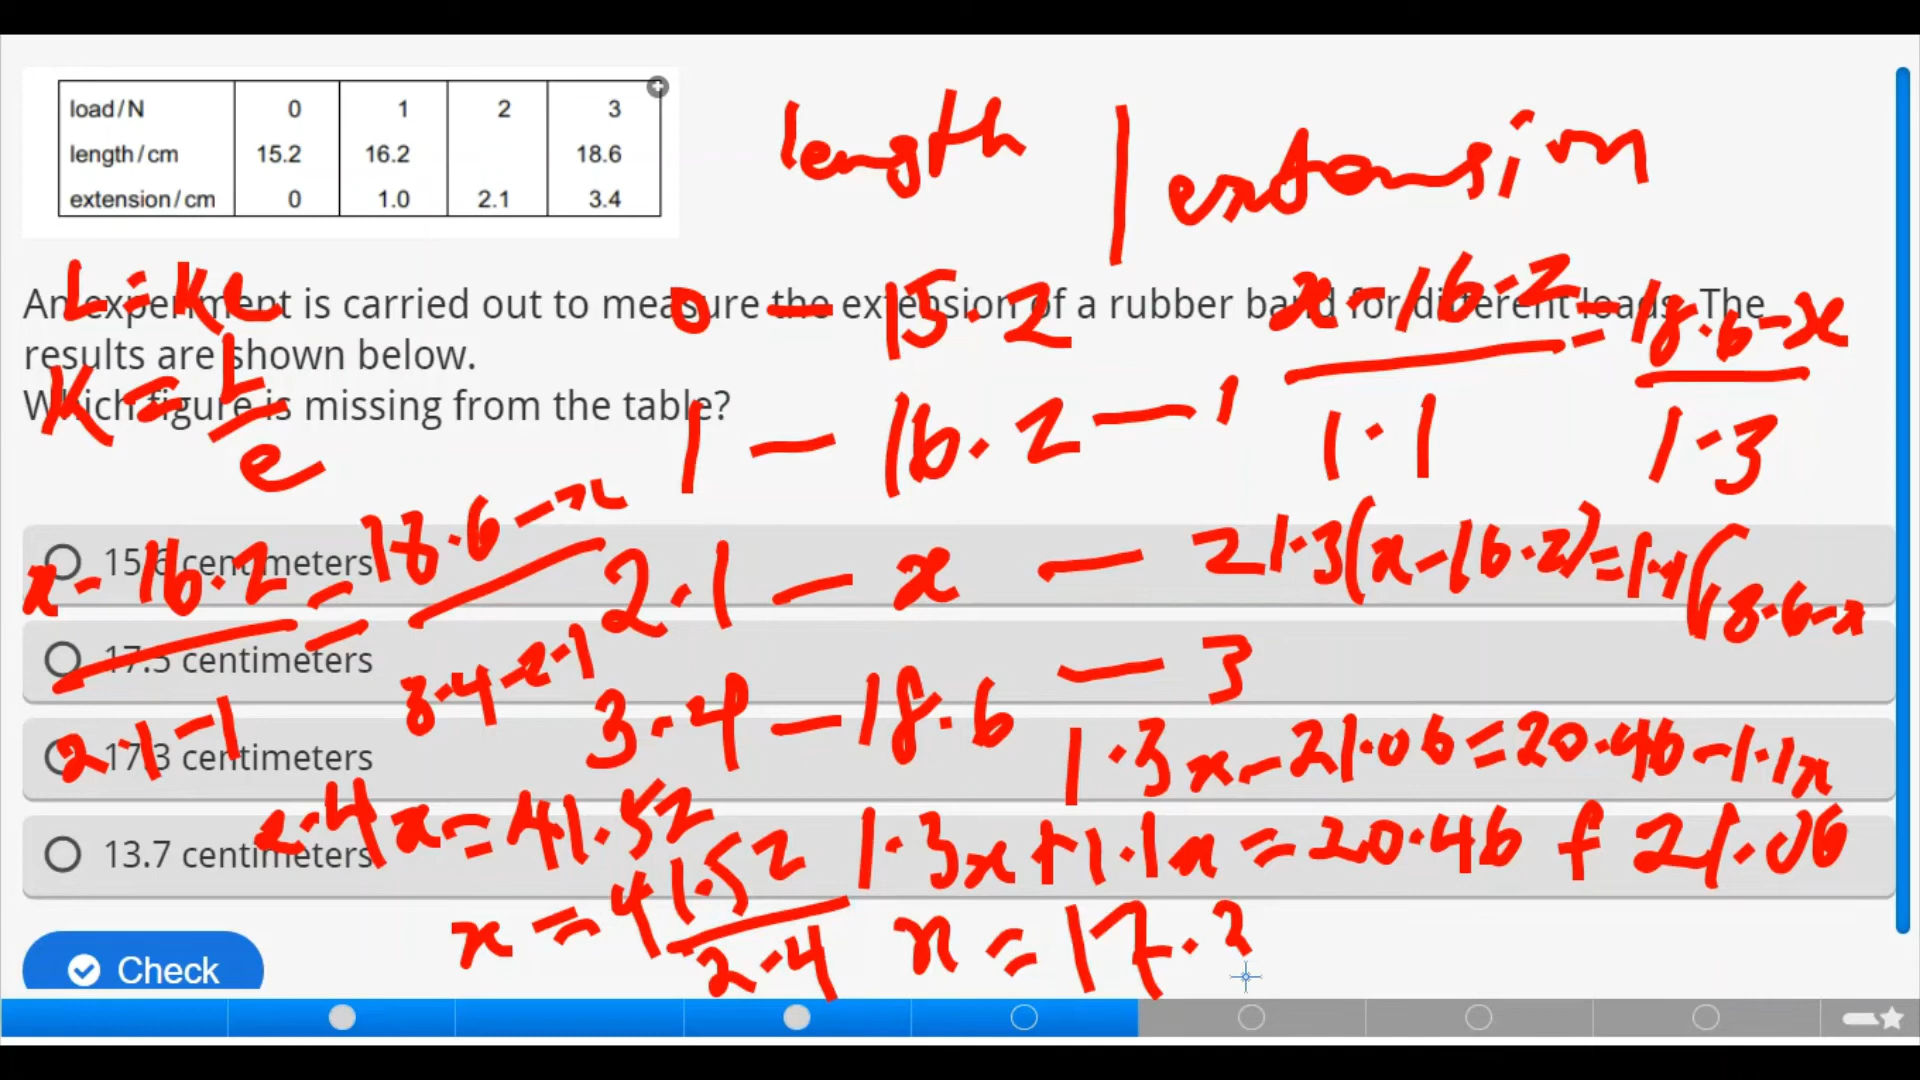 load/N 0 1 2 3
length/cm 15.2 16.2 18.6
extension/cm 0 1.0 2.1 3.4
length | extension
An experiment is carried out to measure the extension of a rubber band for different loads. The
results are shown below.
Which figure is missing from the table?
L = Ke
K = L/e
0 — 15.2
1 — 16.2 — 1
2.1 — x — 2
3.4 — 18.6 — 3
x - 16.2 / 2.1 - 1 = 18.6 - x / 3.4 - 2.1
x - 16.2 / 1.1 = 18.6 - x / 1.3
1.3(x - 16.2) = 1.1(18.6 - x
1.3x - 21.06 = 20.46 - 1.1x
1.3x + 1.1x = 20.46 + 21.06
2.4x = 41.52
x = 41.52 / 2.4
x = 17.3
15.6 centimeters
17.5 centimeters
17.3 centimeters
13.7 centimeters
Check